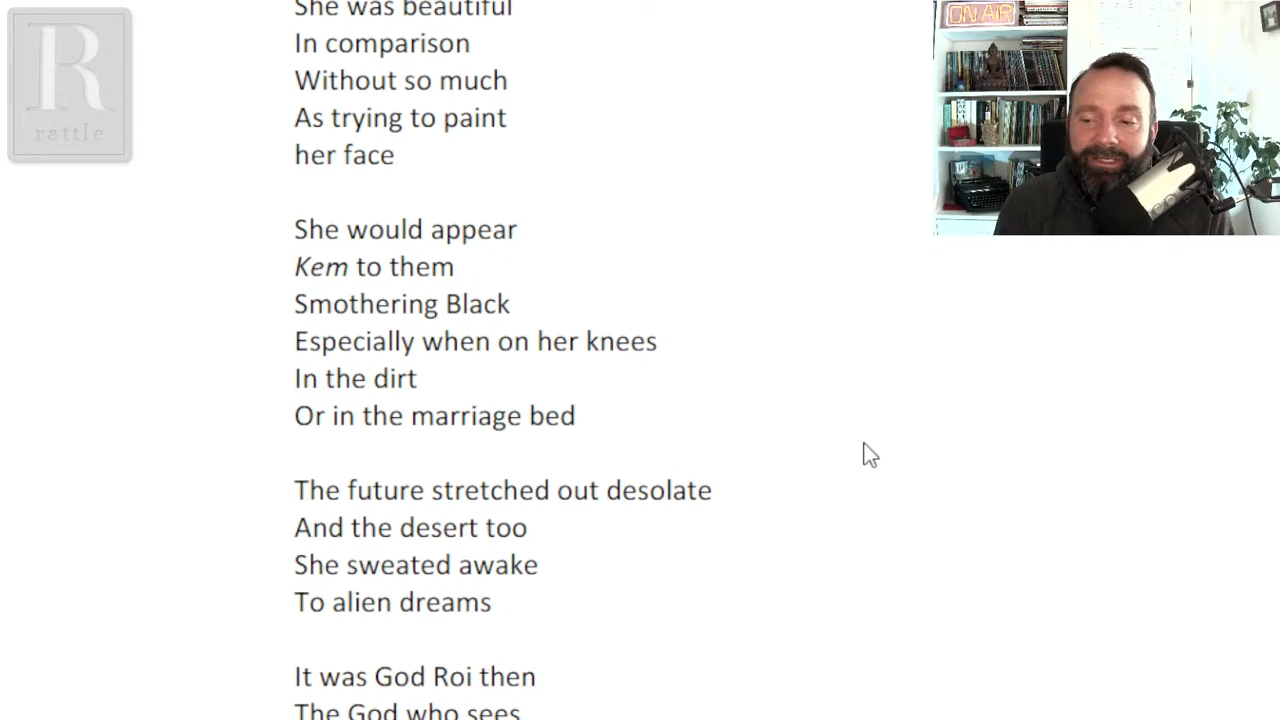 R
rattle
She was beautiful
In comparison
Without so much
As trying to paint
her face
She would appear
Kem to them
Smothering Black
Especially when on her knees
In the dirt
Or in the marriage bed
The future stretched out desolate
And the desert too
She sweated awake
To alien dreams
It was God Roi then
The God who sees
ON AIR